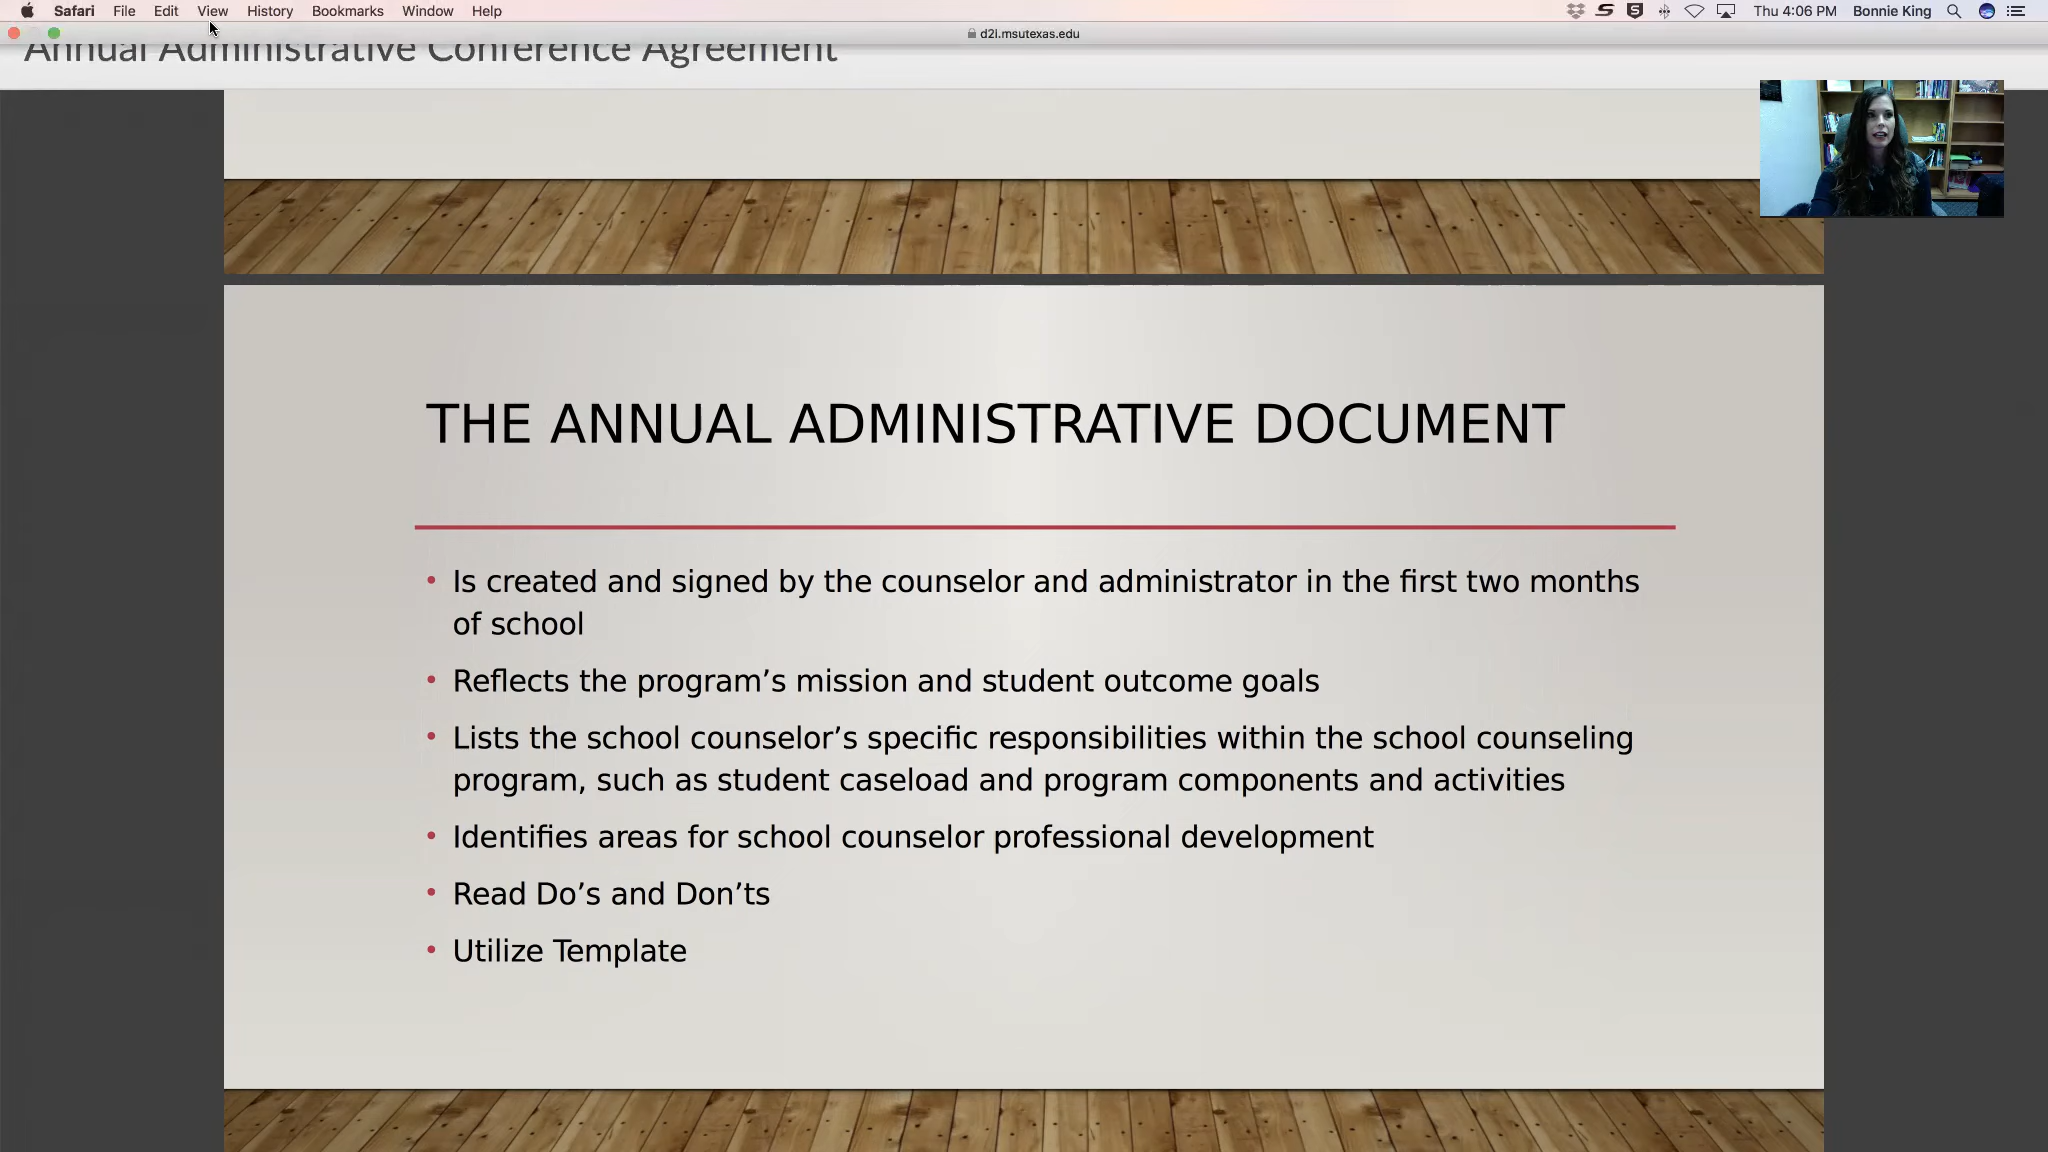 Safari File Edit View History Bookmarks Window Help Thu 4:06 PM Bonnie King
d2l.msutexas.edu
Annual Administrative Conference Agreement
THE ANNUAL ADMINISTRATIVE DOCUMENT
• Is created and signed by the counselor and administrator in the first two months
of school
• Reflects the program’s mission and student outcome goals
• Lists the school counselor’s specific responsibilities within the school counseling
program, such as student caseload and program components and activities
• Identifies areas for school counselor professional development
• Read Do’s and Don’ts
• Utilize Template